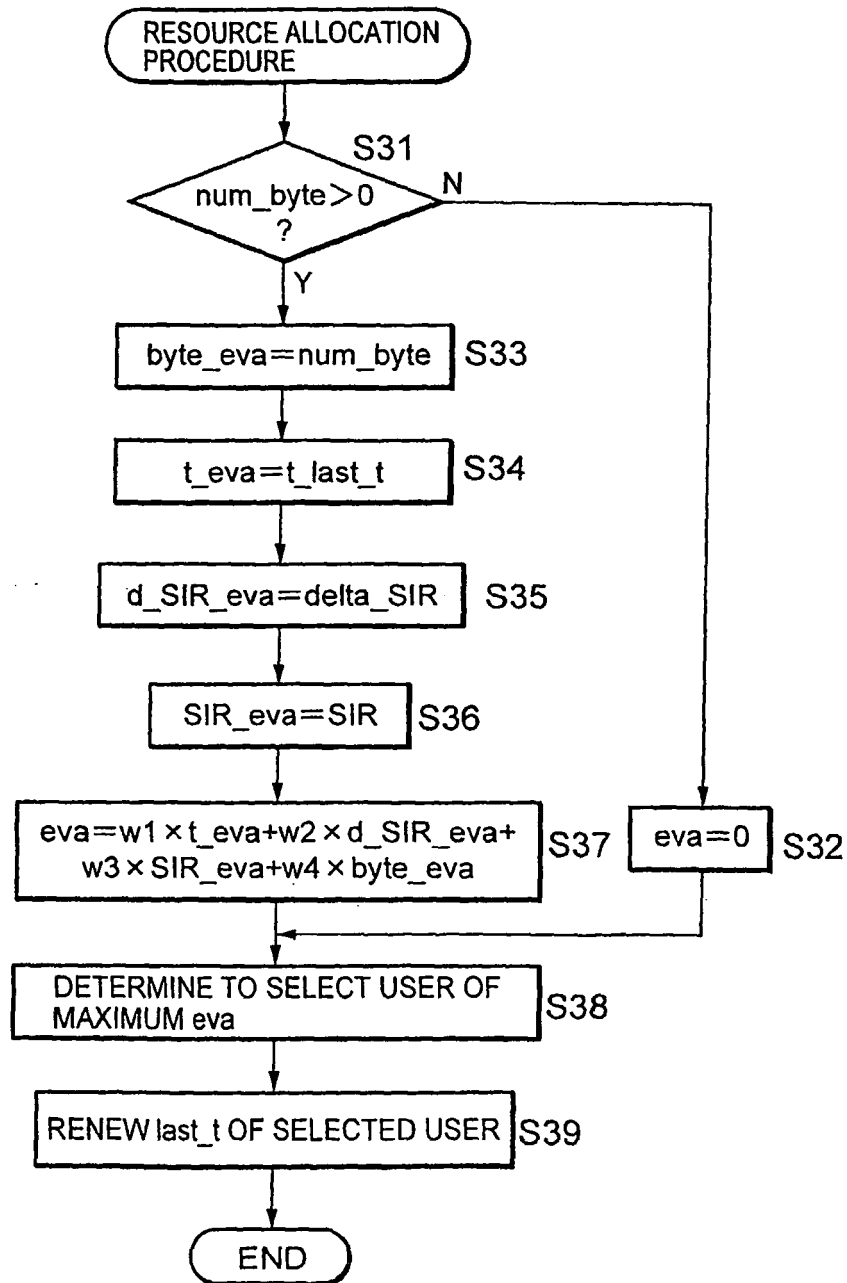 RESOURCE ALLOCATION
PROCEDURE
S31
num_byte>0
?
N
Y
byte_eva=num_byte
S33
t_eva=t_last_t
S34
d_SIR_eva=delta_SIR
S35
SIR_eva=SIR
S36
eva=w1×t_eva+w2×d_SIR_eva+
w3×SIR_eva+w4×byte_eva
S37
eva=0
S32
DETERMINE TO SELECT USER OF
MAXIMUM eva
S38
RENEW last_t OF SELECTED USER
S39
END